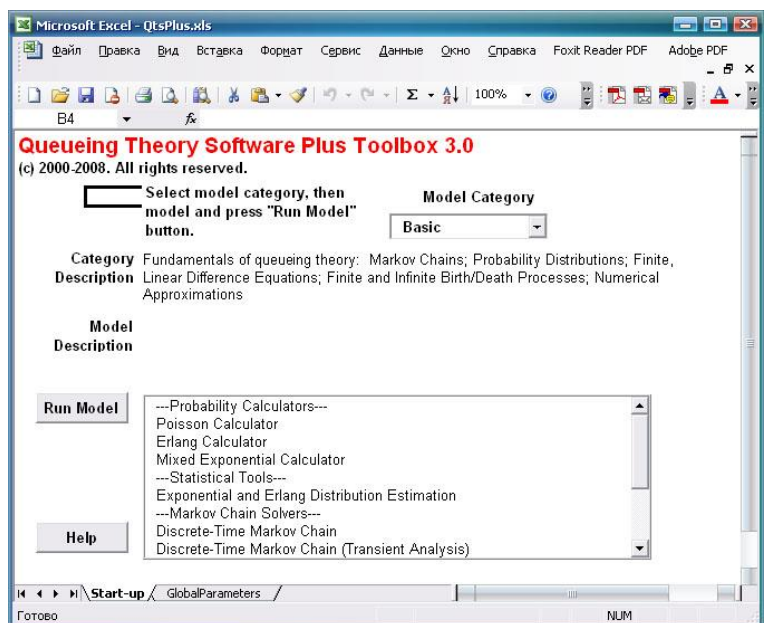 Microsoft Excel - QtsPlus.xls
Файл Правка Вид Вставка Формат Сервис Данные Окно Справка Foxit Reader PDF Adobe PDF
100%
B4 fx
Queueing Theory Software Plus Toolbox 3.0
(c) 2000-2008. All rights reserved.
Select model category, then
model and press "Run Model"
button.
Model Category
Basic
Category
Description
Fundamentals of queueing theory: Markov Chains; Probability Distributions; Finite,
Linear Difference Equations; Finite and Infinite Birth/Death Processes; Numerical
Approximations
Model
Description
Run Model
---Probability Calculators---
Poisson Calculator
Erlang Calculator
Mixed Exponential Calculator
---Statistical Tools---
Exponential and Erlang Distribution Estimation
---Markov Chain Solvers---
Discrete-Time Markov Chain
Discrete-Time Markov Chain (Transient Analysis)
Help
Start-up GlobalParameters
Готово NUM